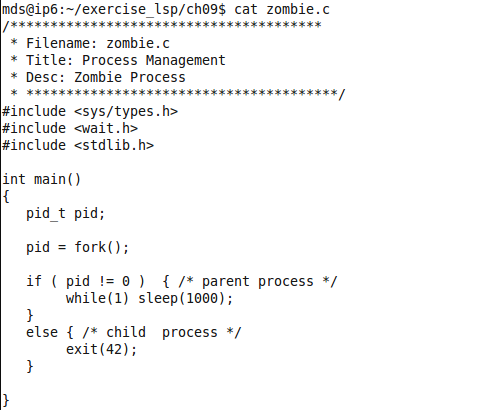 mds@ip6:~/exercise_lsp/ch09$ cat zombie.c
/***************************************
 * Filename: zombie.c
 * Title: Process Management
 * Desc: Zombie Process
 * ***************************************/
#include <sys/types.h>
#include <wait.h>
#include <stdlib.h>

int main()
{
   pid_t pid;

   pid = fork();

   if ( pid != 0 )  { /* parent process */
        while(1) sleep(1000);
   }
   else { /* child  process */
        exit(42);
   }

}